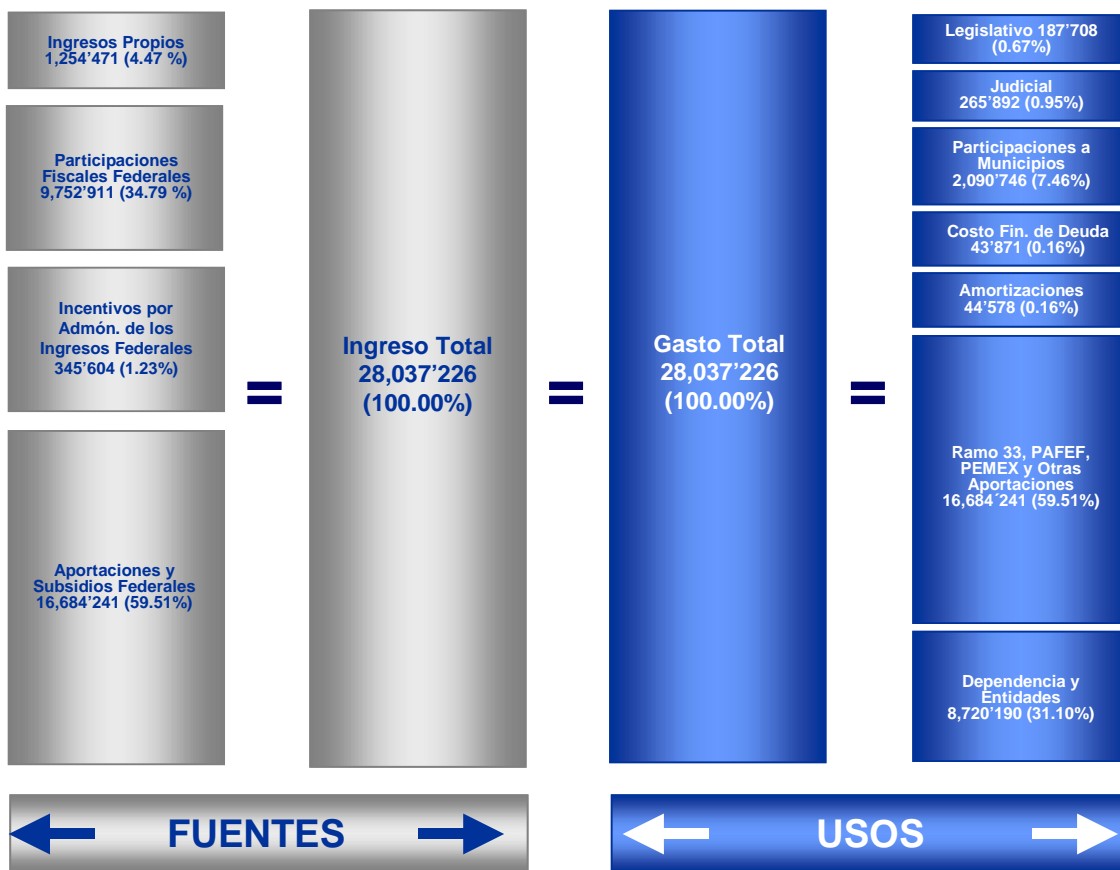 Ingresos Propios
1,254’471 (4.47 %)
Participaciones
Fiscales Federales
9,752’911 (34.79 %)
Incentivos por
Admón. de los
Ingresos Federales
345’604 (1.23%)
Aportaciones y
Subsidios Federales
16,684’241 (59.51%)
=
Ingreso Total
28,037’226
(100.00%)
=
Gasto Total
28,037’226
(100.00%)
=
Legislativo 187’708
(0.67%)
Judicial
265’892 (0.95%)
Participaciones a
Municipios
2,090’746 (7.46%)
Costo Fin. de Deuda
43’871 (0.16%)
Amortizaciones
44’578 (0.16%)
Ramo 33, PAFEF,
PEMEX y Otras
Aportaciones
16,684´241 (59.51%)
Dependencia y
Entidades
8,720’190 (31.10%)
FUENTES
USOS